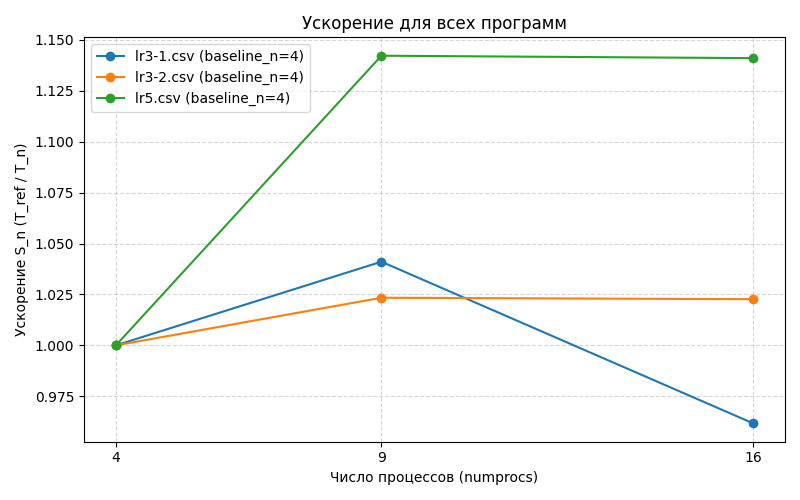 Ускорение для всех программ
lr3-1.csv (baseline_n=4)
lr3-2.csv (baseline_n=4)
lr5.csv (baseline_n=4)
Ускорение S_n (T_ref / T_n)
1.150
1.125
1.100
1.075
1.050
1.025
1.000
0.975
4 9 16
Число процессов (numprocs)